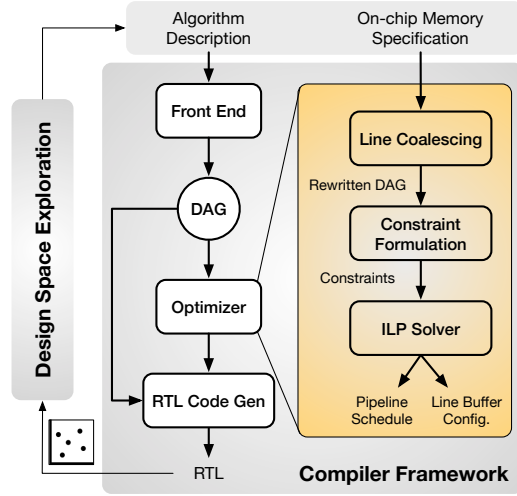 Algorithm
Description
On-chip Memory
Specification
Design Space Exploration
Front End
DAG
Optimizer
RTL Code Gen
RTL
Line Coalescing
Rewritten DAG
Constraint
Formulation
Constraints
ILP Solver
Pipeline
Schedule
Line Buffer
Config.
Compiler Framework